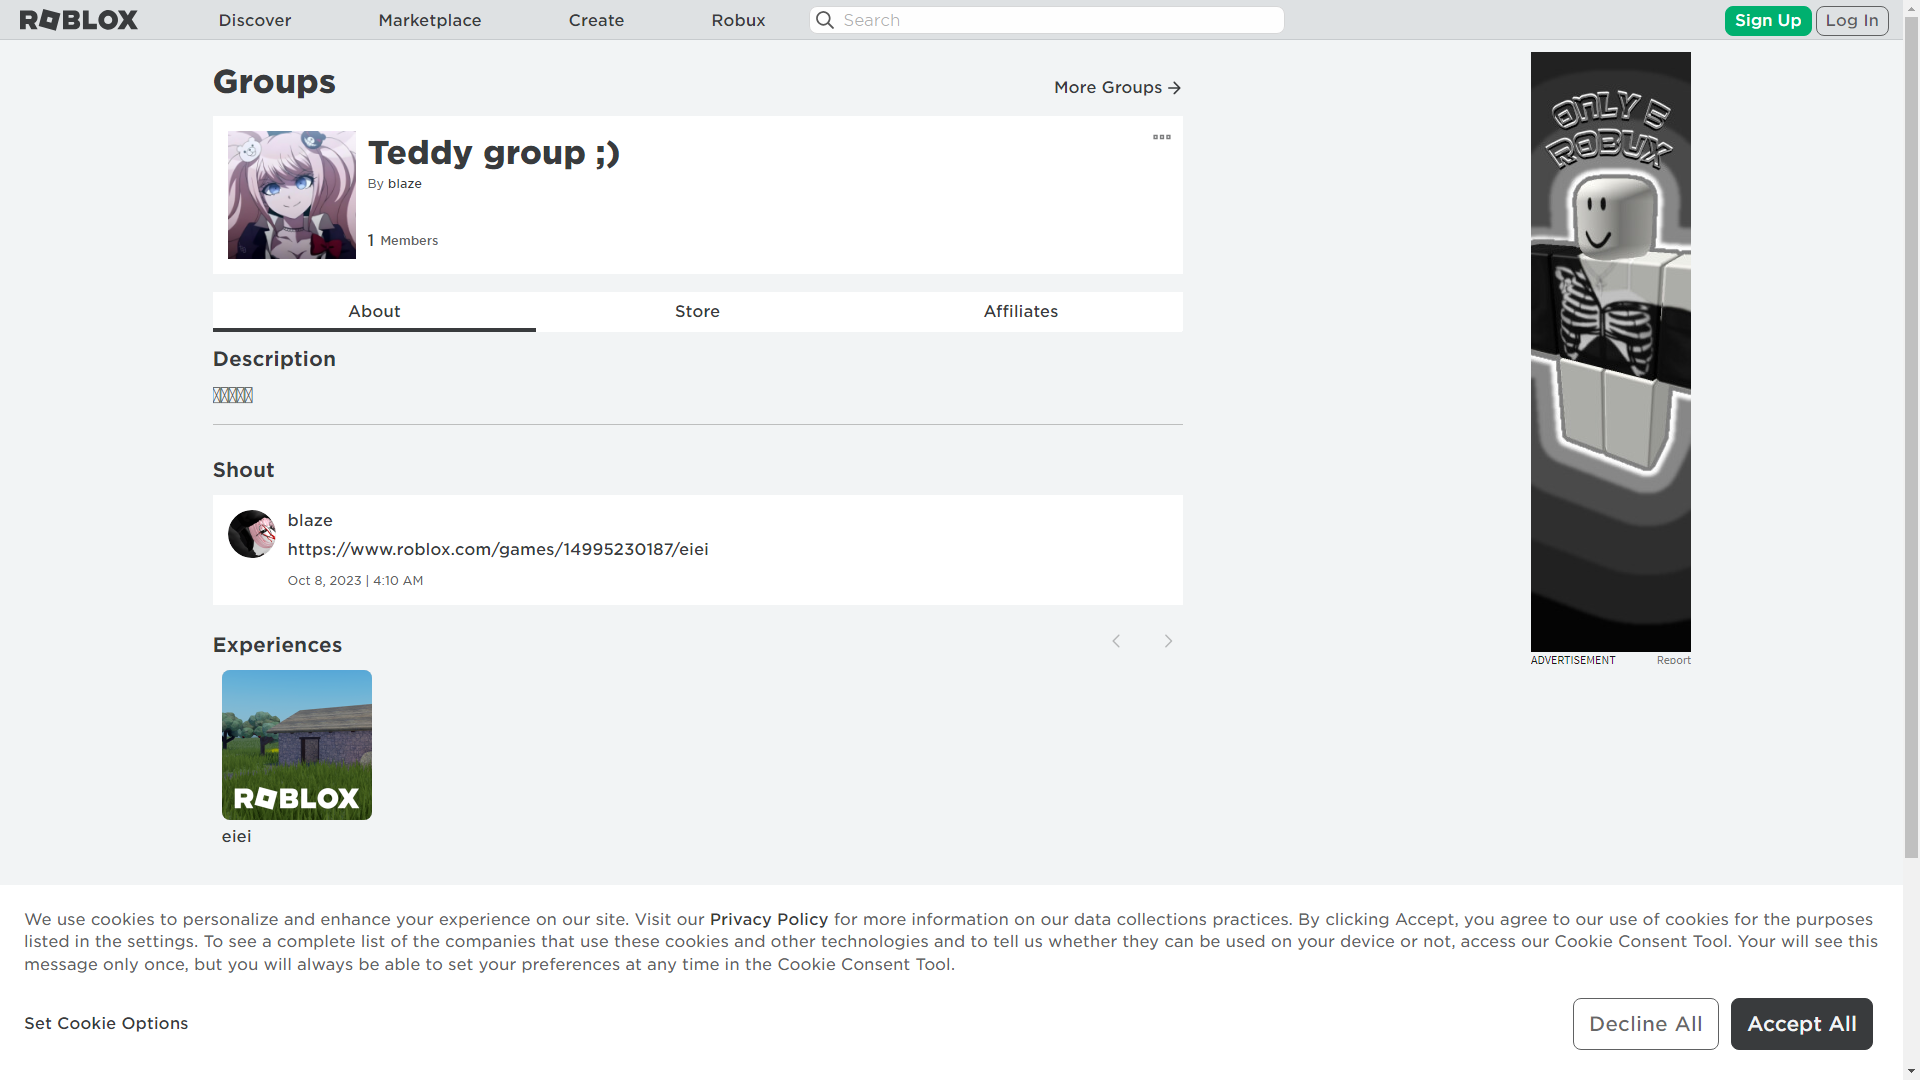 ROBLOX
Discover
Marketplace
Create
Robux
Search
Sign Up
Log In
Groups
More Groups
Teddy group ;)
By blaze
1 Members
About
Store
Affiliates
Description
Shout
blaze
https://www.roblox.com/games/14995230187/eiei
Oct 8, 2023 | 4:10 AM
Experiences
ROBLOX
eiei
ONLY 5
ROBUX
ADVERTISEMENT
Report
We use cookies to personalize and enhance your experience on our site. Visit our Privacy Policy for more information on our data collections practices. By clicking Accept, you agree to our use of cookies for the purposes
listed in the settings. To see a complete list of the companies that use these cookies and other technologies and to tell us whether they can be used on your device or not, access our Cookie Consent Tool. Your will see this
message only once, but you will always be able to set your preferences at any time in the Cookie Consent Tool.
Set Cookie Options
Decline All
Accept All